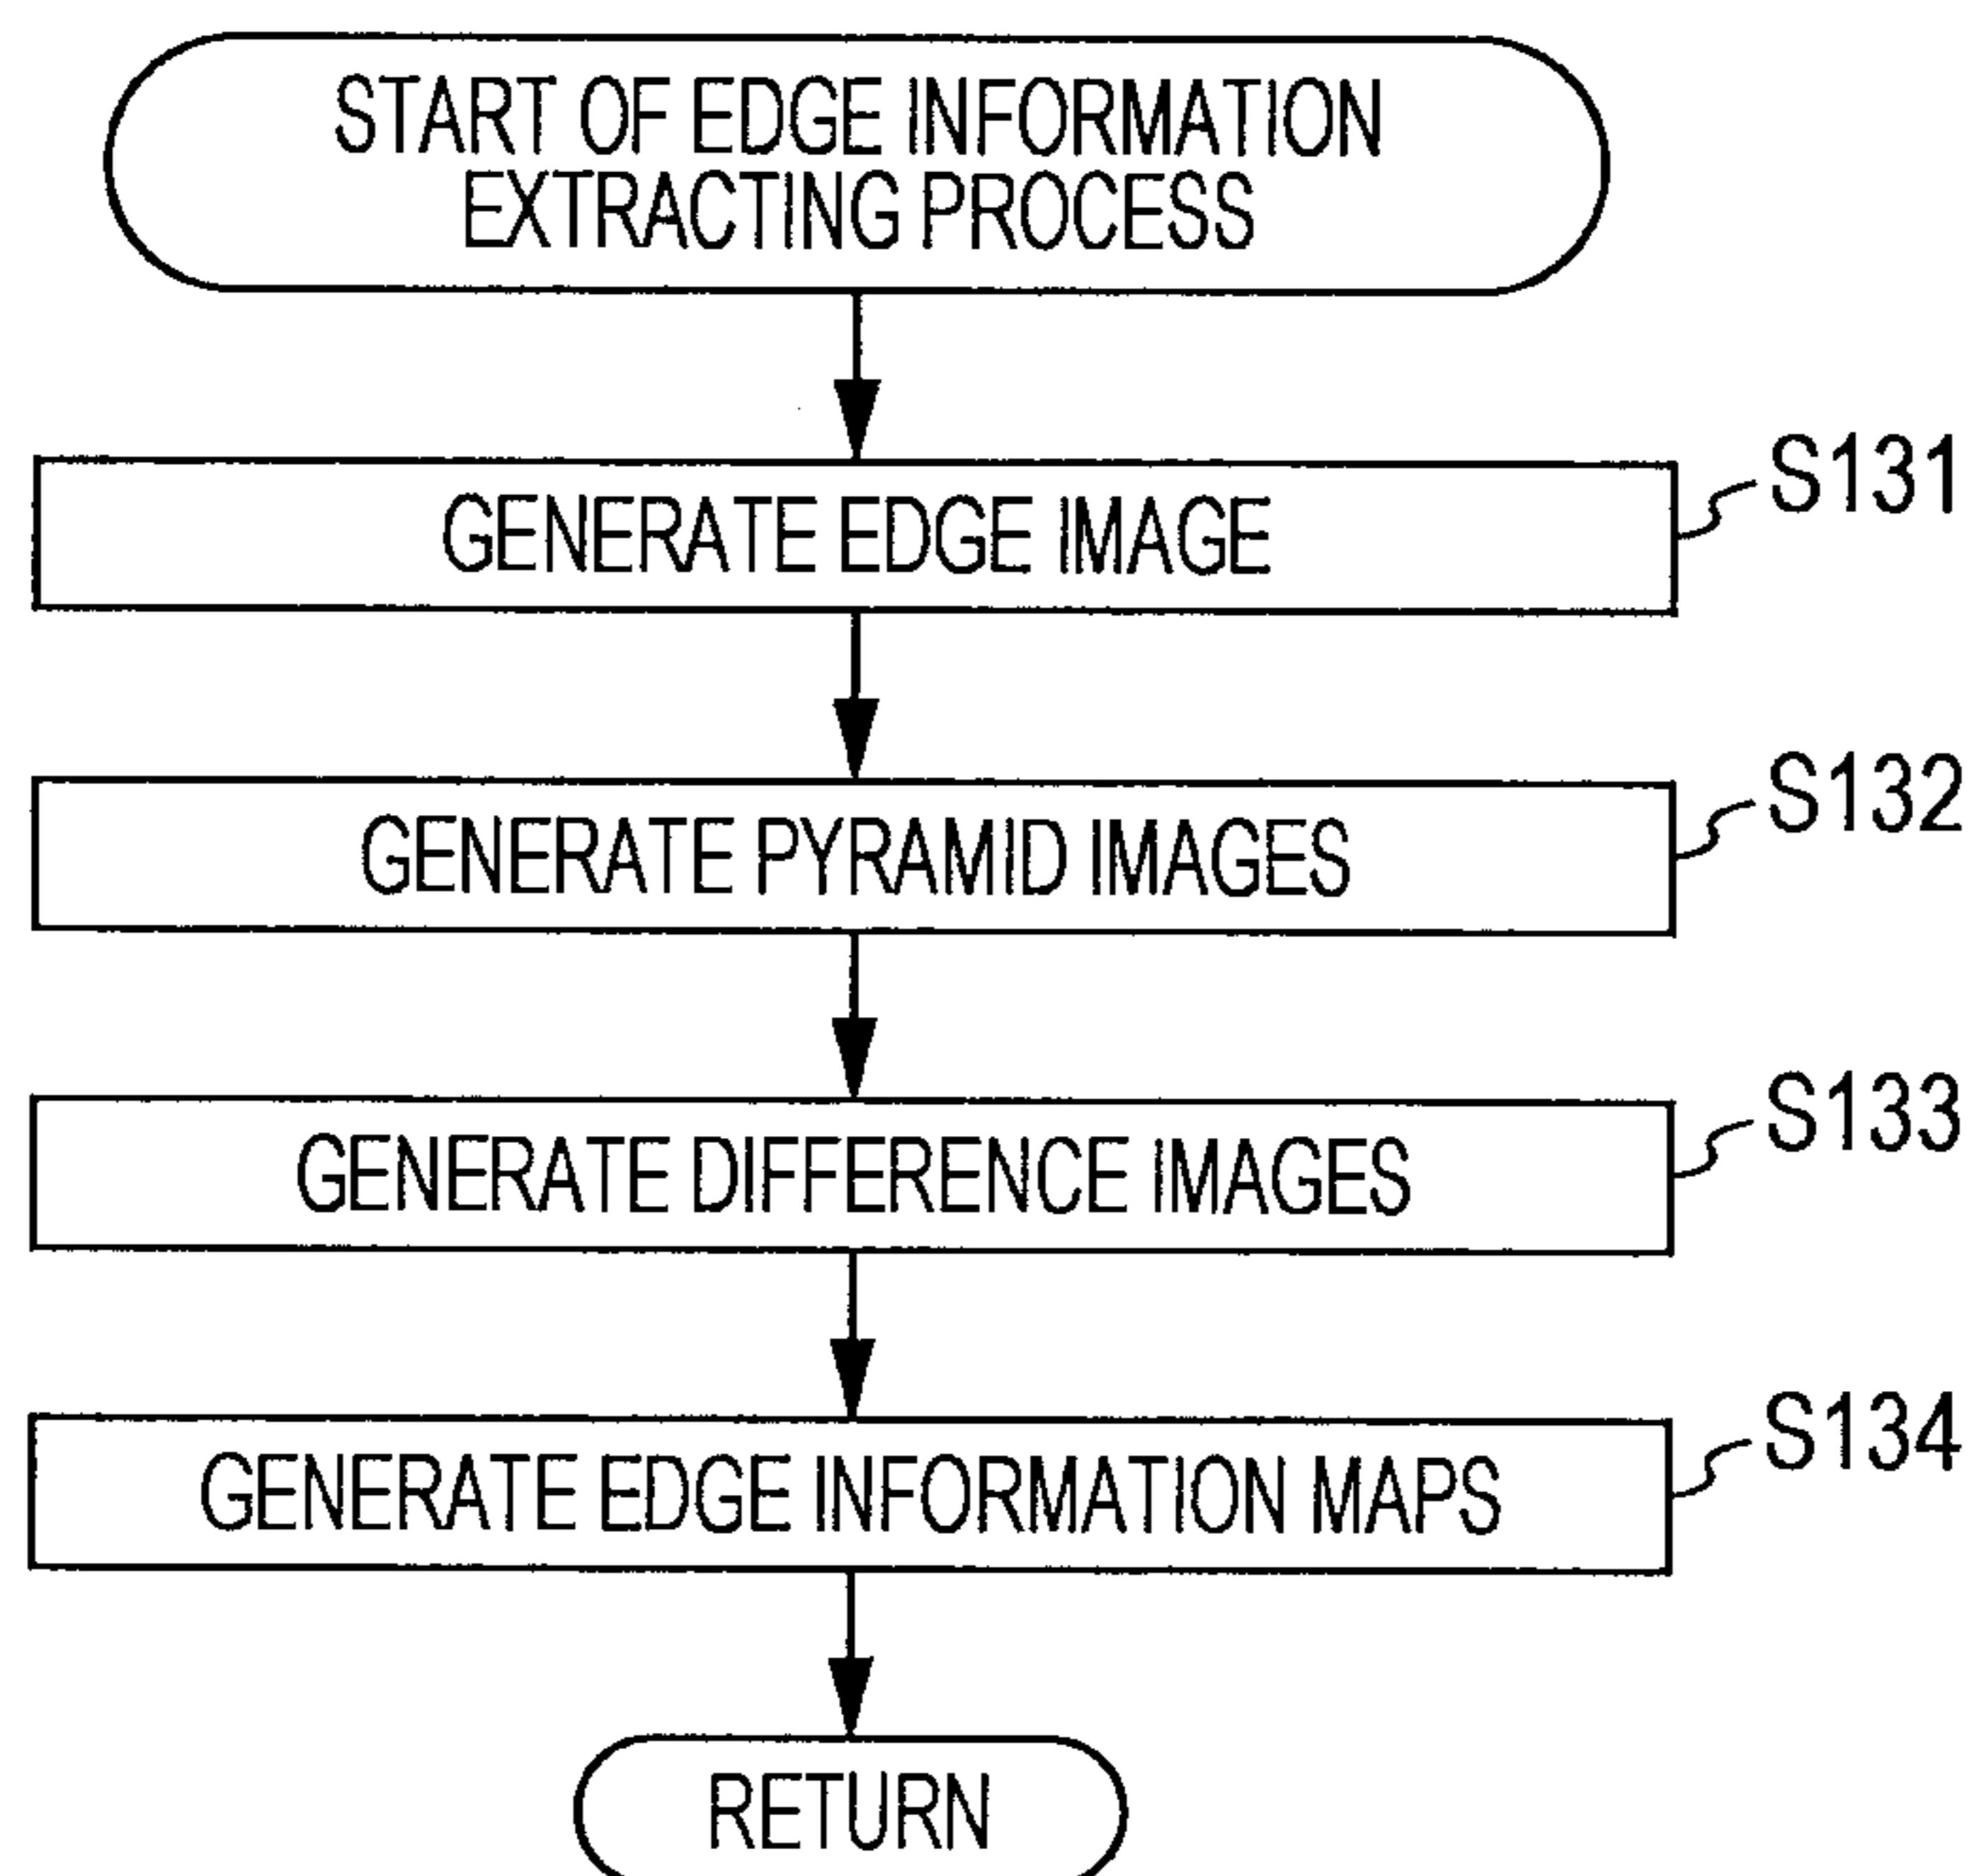 START OF EDGE INFORMATION
EXTRACTING PROCESS
S131
GENERATE EDGE IMAGE
S132
GENERATE PYRAMID IMAGES
S133
GENERATE DIFFERENCE IMAGES
S134
GENERATE EDGE INFORMATION MAPS
RETURN